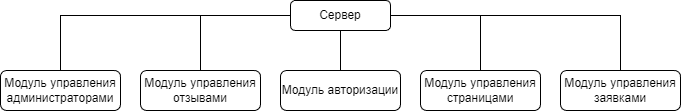 Сервер
Модуль управления
администраторами
Модуль управления
отзывами
Модуль авторизации
Модуль управления
страницами
Модуль управления
заявками